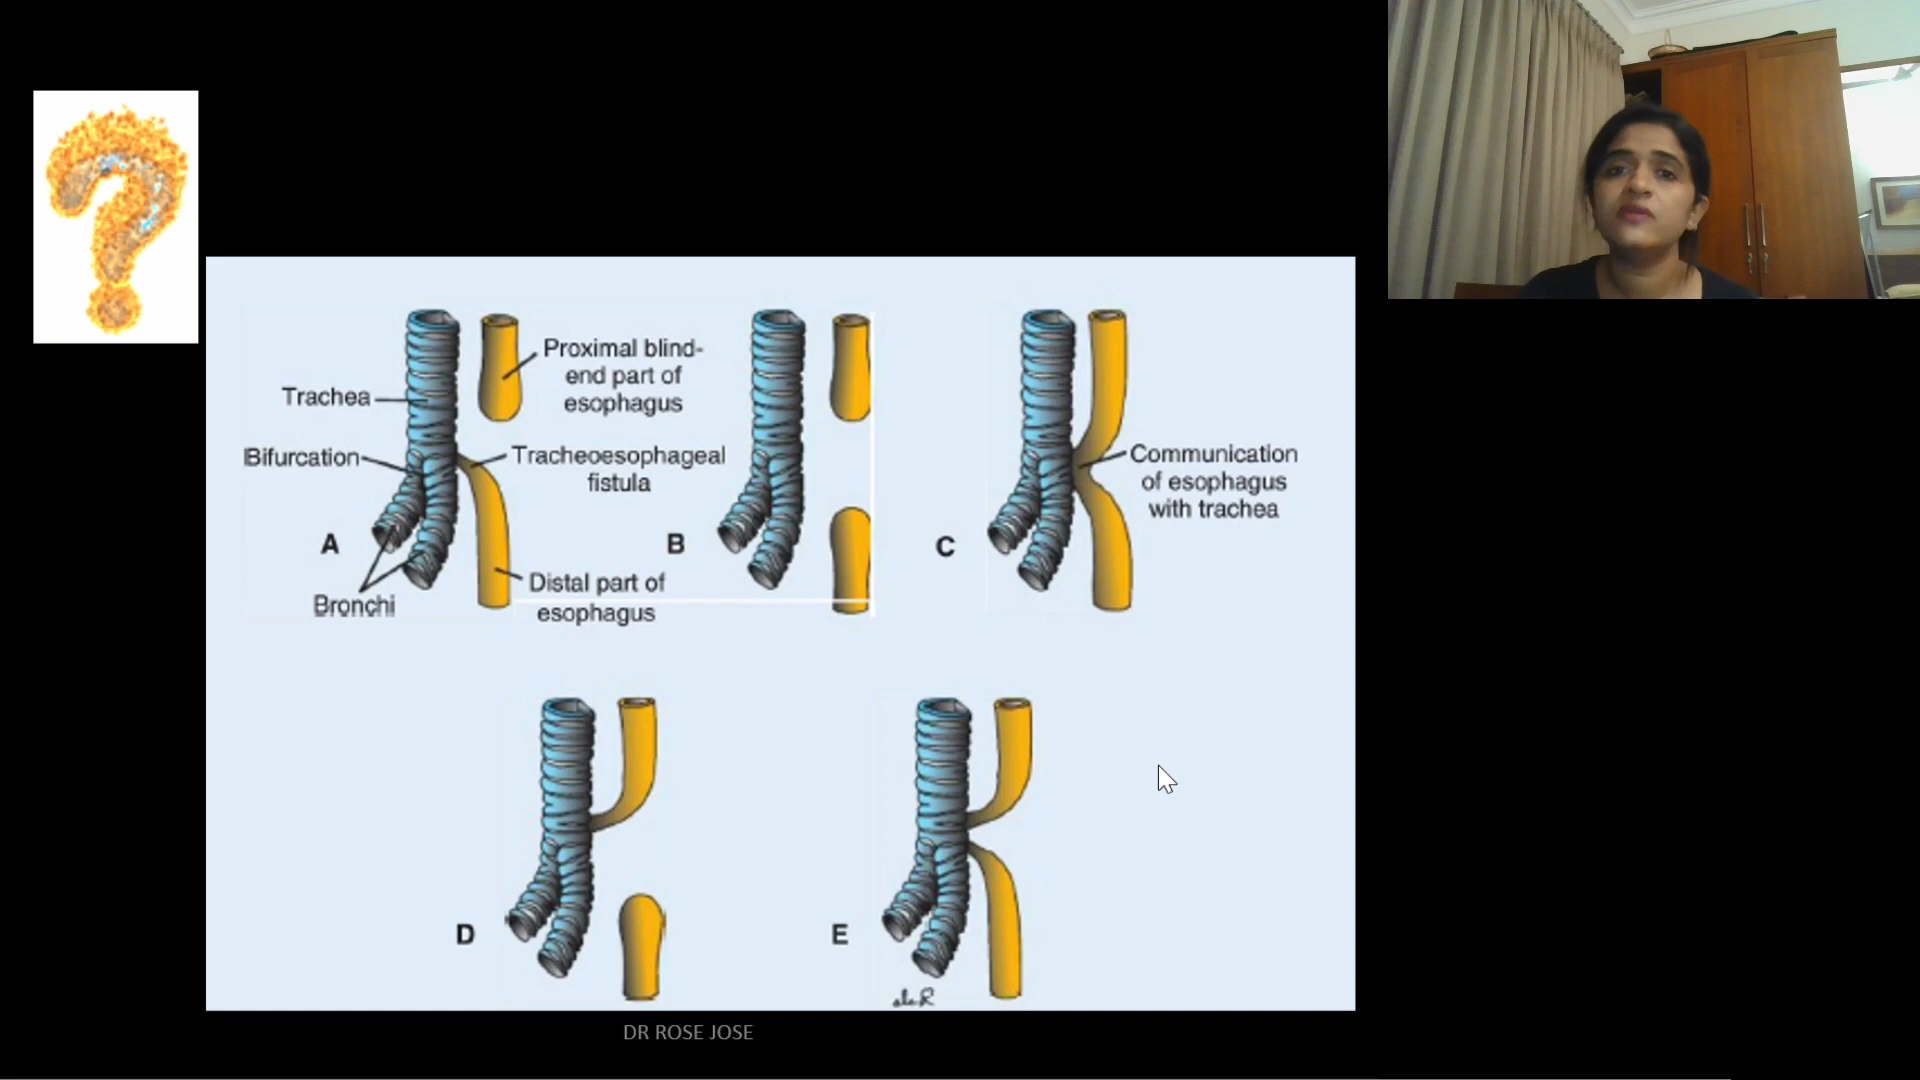 Proximal blind-
end part of
esophagus
Trachea
Bifurcation
Tracheoesophageal
fistula
A
B
Distal part of
esophagus
Bronchi
Communication
of esophagus
with trachea
C
D
E
DR ROSE JOSE